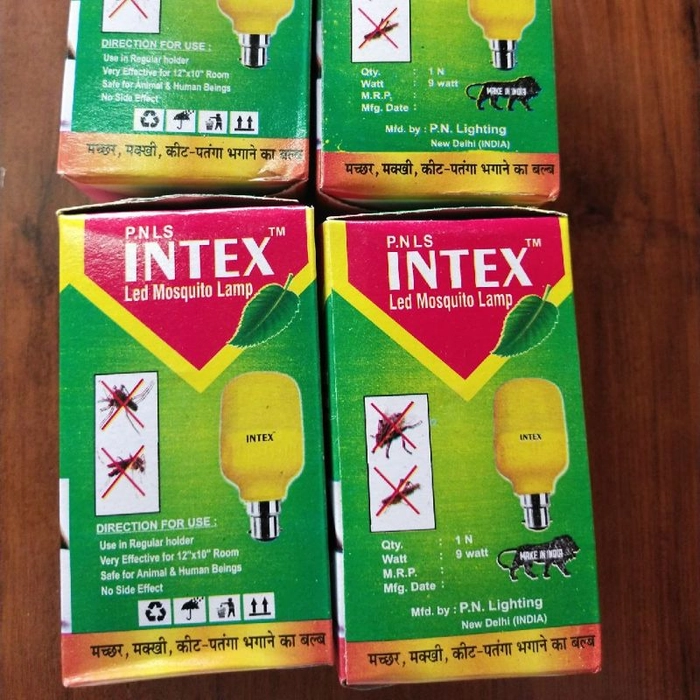 DIRECTION FOR USE :
Use in Regular holder
Very Effective for 12"x10" Room
Safe for Animal & Human Beings
No Side Effect
मच्छर, मक्खी, कीट-पतंगा भगाने का बल्ब
Qty. : 1 N
Watt : 9 watt
M.R.P. :
Mfg. Date :
MAKE IN INDIA
Mfd. by : P.N. Lighting
New Delhi (INDIA)
मच्छर, मक्खी, कीट-पतंगा भगाने का बल्ब
P.N L S
INTEX TM
Led Mosquito Lamp
INTEX
DIRECTION FOR USE :
Use in Regular holder
Very Effective for 12"x10" Room
Safe for Animal & Human Beings
No Side Effect
मच्छर, मक्खी, कीट-पतंगा भगाने का बल्ब
P.N L S
INTEX TM
Led Mosquito Lamp
INTEX
Qty. : 1 N
Watt : 9 watt
M.R.P. :
Mfg. Date :
MAKE IN INDIA
Mfd. by : P.N. Lighting
New Delhi (INDIA)
मच्छर, मक्खी, कीट-पतंगा भगाने का बल्ब